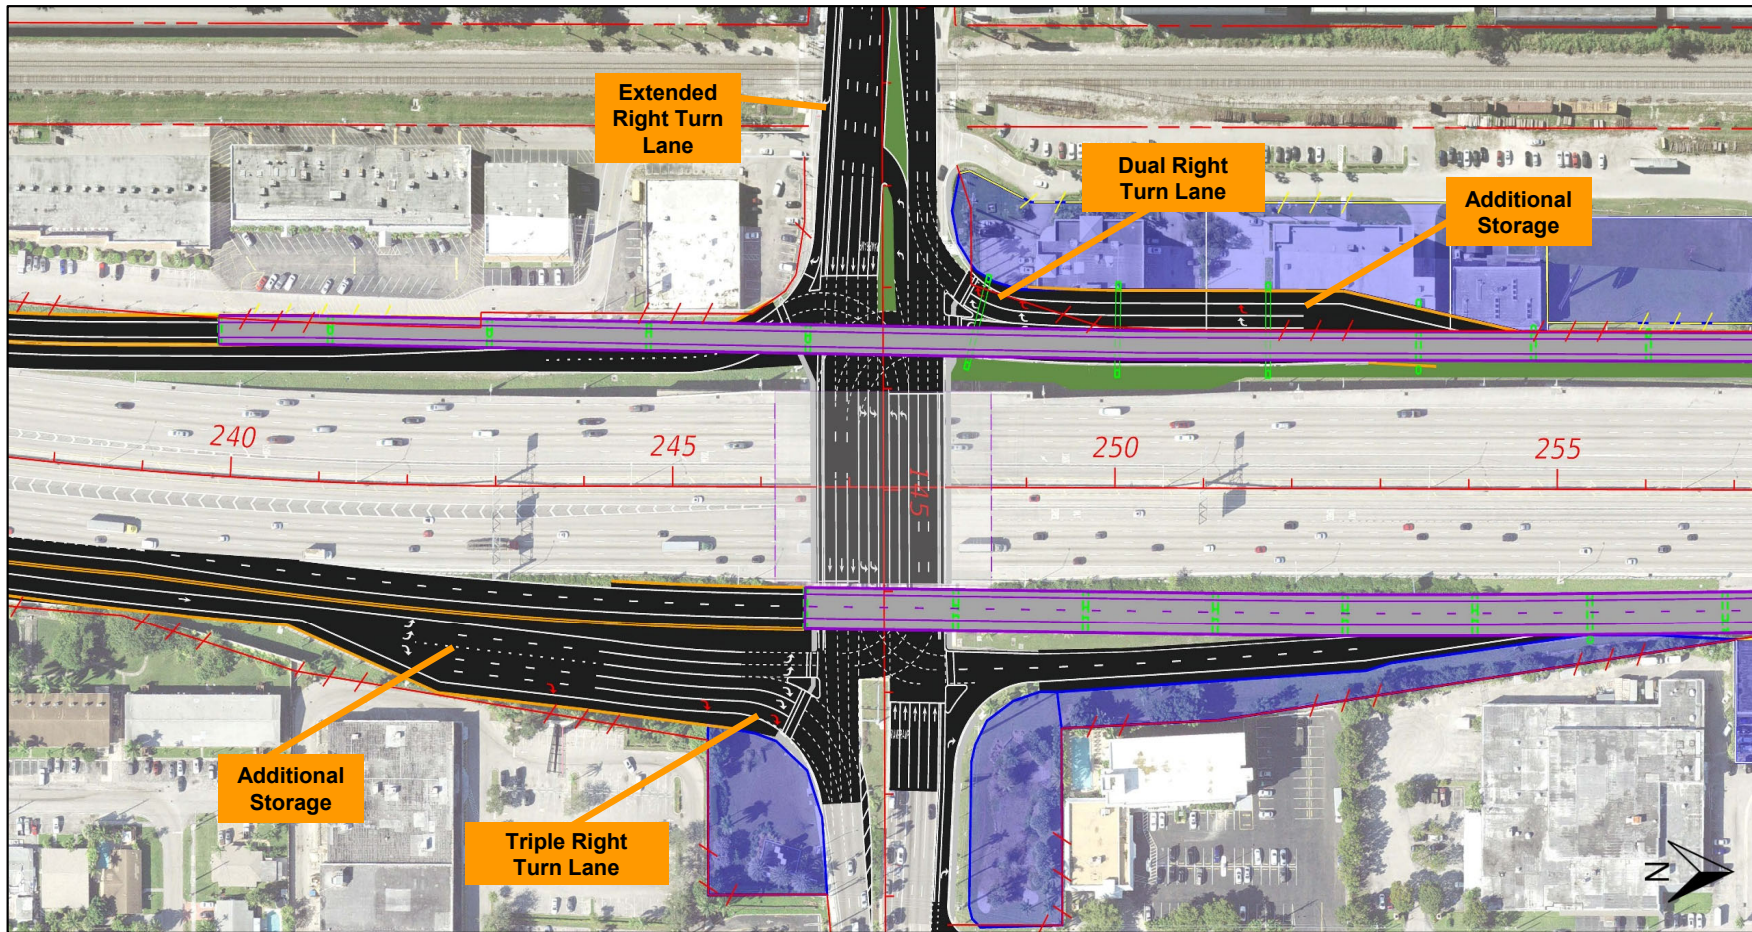 Extended
Right Turn
Lane
Dual Right
Turn Lane
Additional
Storage
240
245
250
255
145
Additional
Storage
Triple Right
Turn Lane
N